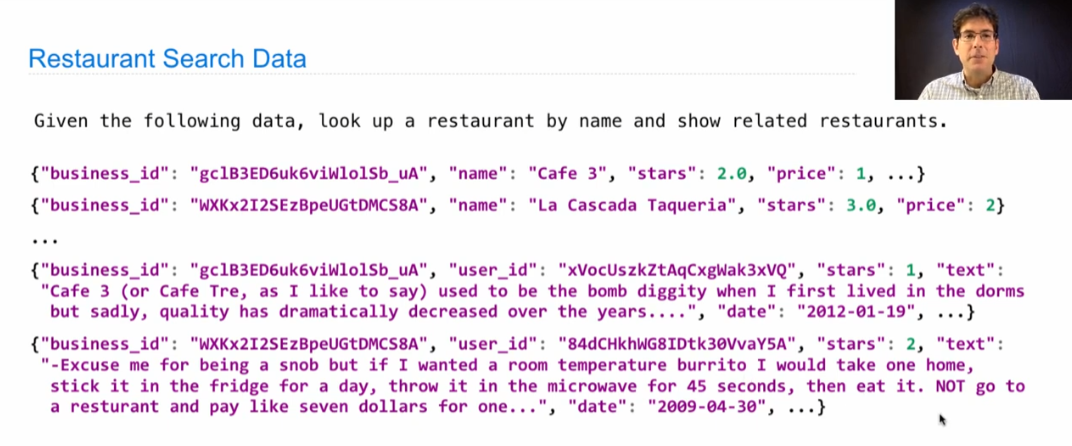 Restaurant Search Data
Given the following data, look up a restaurant by name and show related restaurants.
{"business_id": "gclB3ED6uk6viWlolSb_uA", "name": "Cafe 3", "stars": 2.0, "price": 1, ...}
{"business_id": "WXKx2I2SEzBpeUGtDMCS8A", "name": "La Cascada Taqueria", "stars": 3.0, "price": 2}
...
{"business_id": "gclB3ED6uk6viWlolSb_uA", "user_id": "xVocUszkZtAqCxgWak3xVQ", "stars": 1, "text":
"Cafe 3 (or Cafe Tre, as I like to say) used to be the bomb diggity when I first lived in the dorms
but sadly, quality has dramatically decreased over the years....", "date": "2012-01-19", ...}
{"business_id": "WXKx2I2SEzBpeUGtDMCS8A", "user_id": "84dCHkhWG8IDtk30VvaY5A", "stars": 2, "text":
"-Excuse me for being a snob but if I wanted a room temperature burrito I would take one home,
stick it in the fridge for a day, throw it in the microwave for 45 seconds, then eat it. NOT go to
a resturant and pay like seven dollars for one...", "date": "2009-04-30", ...}